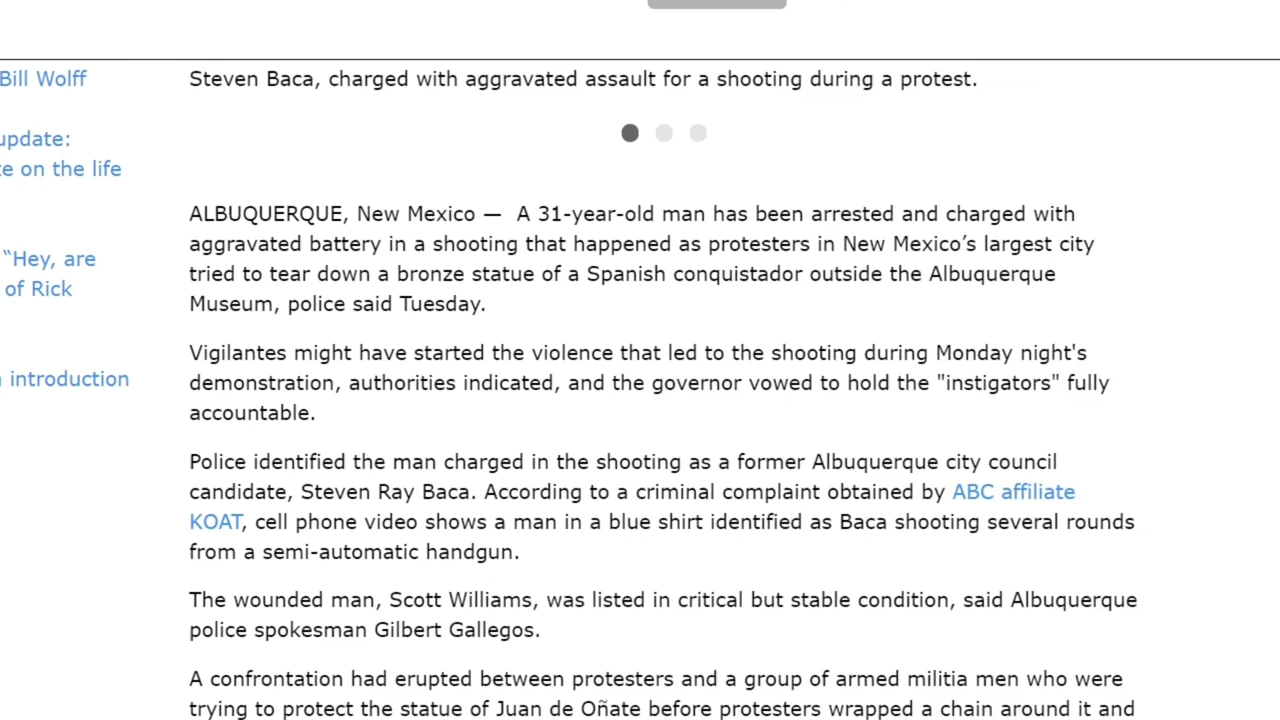 Bill Wolff
update:
e on the life
“Hey, are
of Rick
introduction
Steven Baca, charged with aggravated assault for a shooting during a protest.
ALBUQUERQUE, New Mexico — A 31-year-old man has been arrested and charged with
aggravated battery in a shooting that happened as protesters in New Mexico’s largest city
tried to tear down a bronze statue of a Spanish conquistador outside the Albuquerque
Museum, police said Tuesday.
Vigilantes might have started the violence that led to the shooting during Monday night's
demonstration, authorities indicated, and the governor vowed to hold the "instigators" fully
accountable.
Police identified the man charged in the shooting as a former Albuquerque city council
candidate, Steven Ray Baca. According to a criminal complaint obtained by ABC affiliate
KOAT, cell phone video shows a man in a blue shirt identified as Baca shooting several rounds
from a semi-automatic handgun.
The wounded man, Scott Williams, was listed in critical but stable condition, said Albuquerque
police spokesman Gilbert Gallegos.
A confrontation had erupted between protesters and a group of armed militia men who were
trying to protect the statue of Juan de Oñate before protesters wrapped a chain around it and